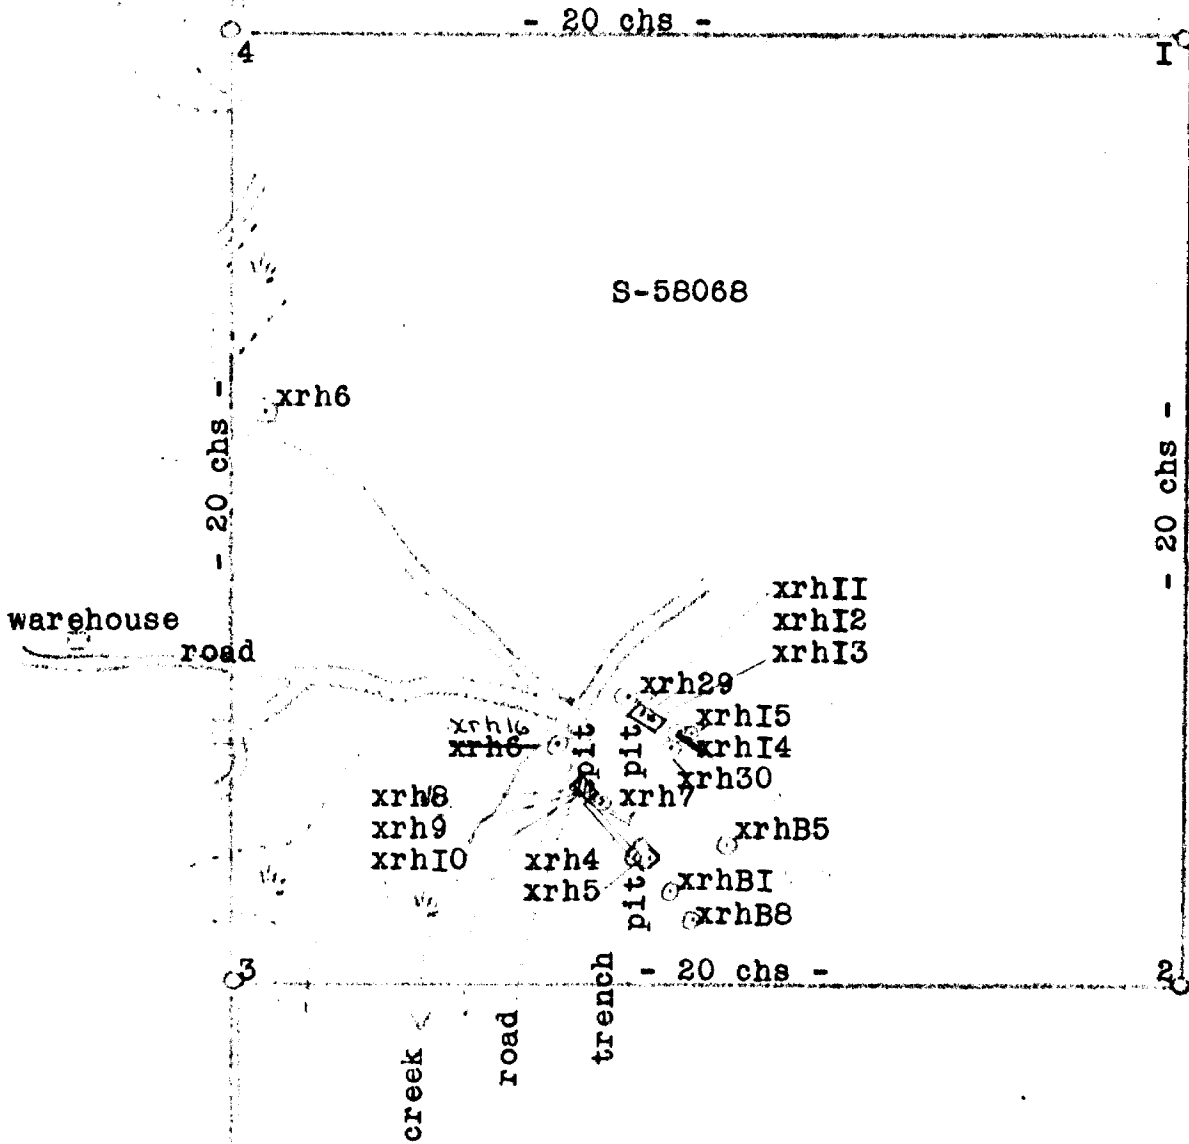 - 20 chs -
4
I
S-58068
xrh6
- 20 chs -
- 20 chs -
warehouse
road
xrhII
xrhI2
xrhI3
xrh29
xrh16
xrh6
pit
pit
xrhI5
xrhI4
xrh30
xrh8
xrh9
xrhIO
xrh7
xrh4
xrh5
pit
xrhB5
xrhBI
xrhB8
3
- 20 chs -
2
creek
road
trench